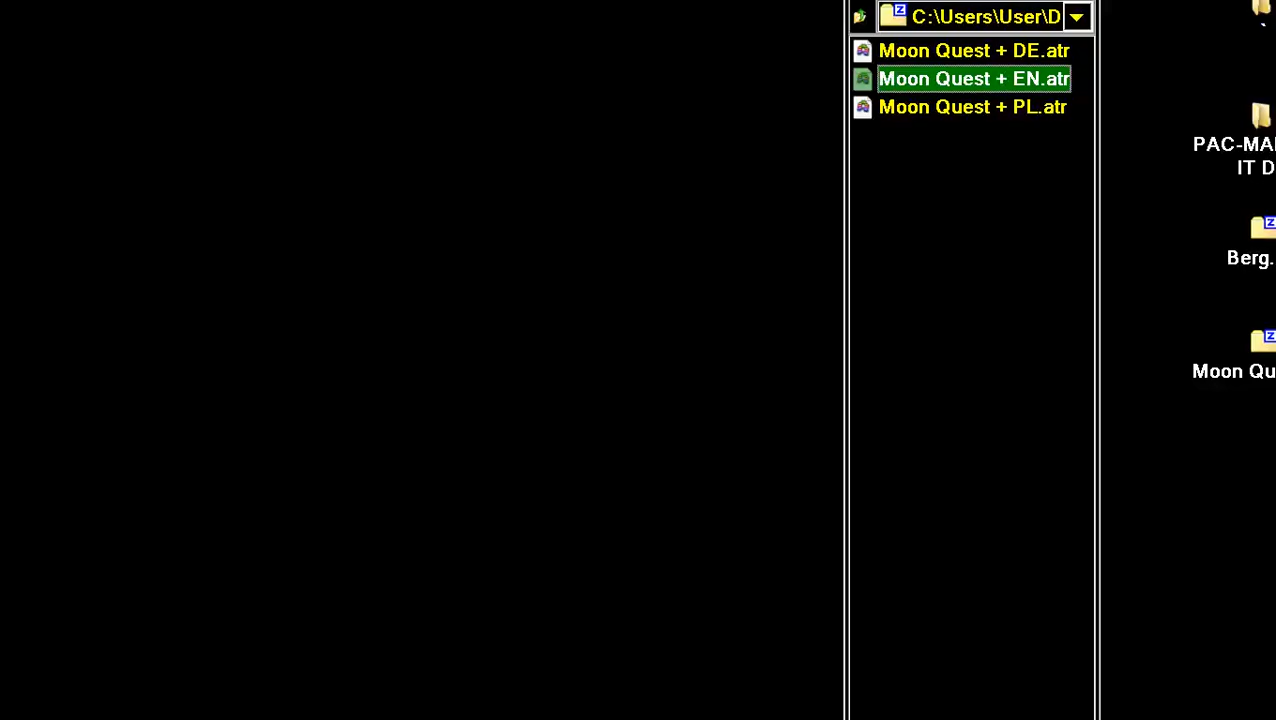 C:\Users\User\D
Moon Quest + DE.atr
Moon Quest + EN.atr
Moon Quest + PL.atr
PAC-MA
IT D
Berg.
Moon Qu